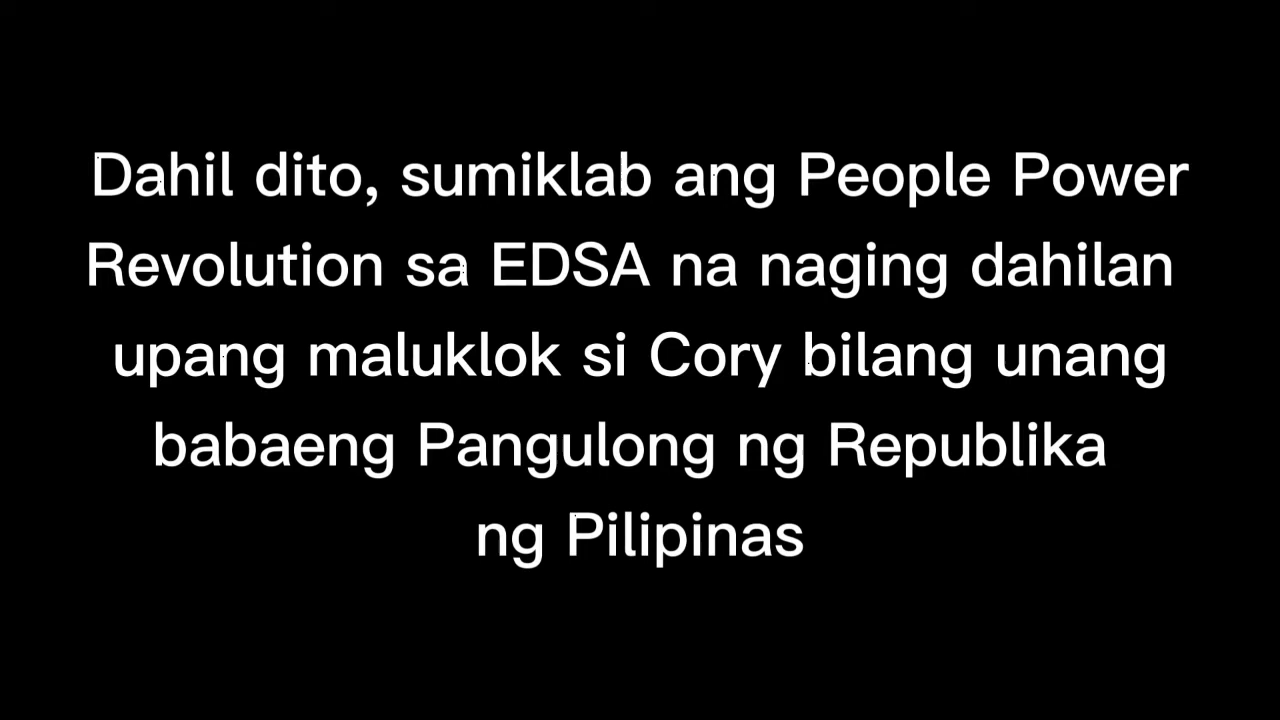 Dahil dito, sumiklab ang People Power
Revolution sa EDSA na naging dahilan
upang maluklok si Cory bilang unang
babaeng Pangulong ng Republika
ng Pilipinas